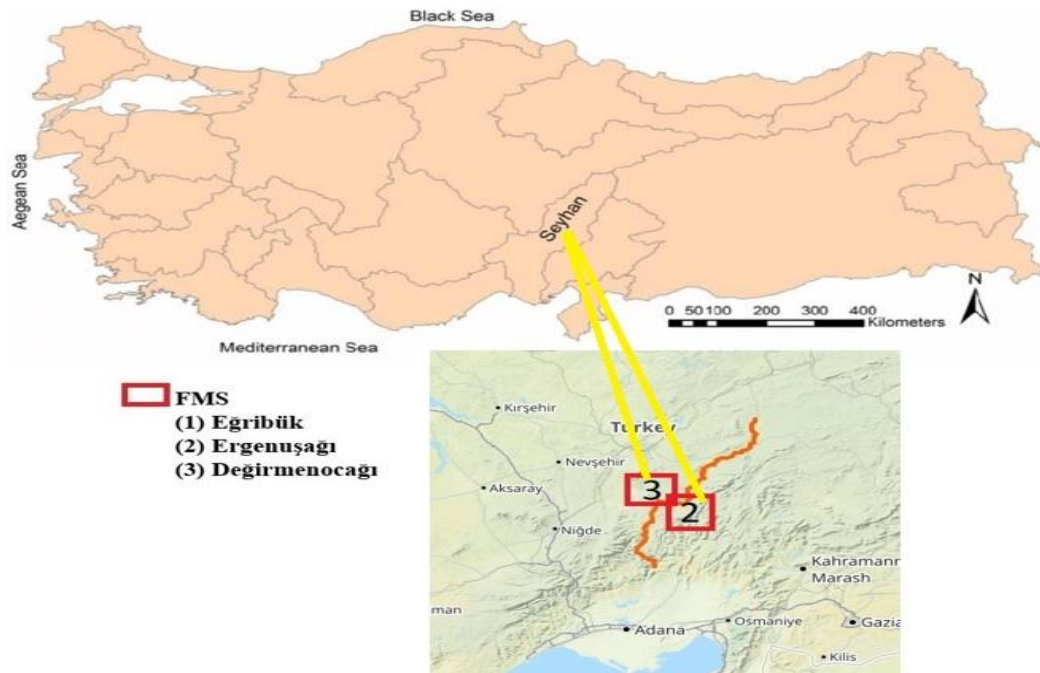 Black Sea
Aegean Sea
Seyhan
N
0 50 100 200 300 400
Kilometers
Mediterranean Sea
FMS
(1) Eğribük
(2) Ergenuşağı
(3) Değirmenocağı
Kırşehir
Turkey
Nevşehir
Aksaray
3
2
Niğde
Kahramann
Marash
man
Adana
Osmaniye
Gazia
Kilis